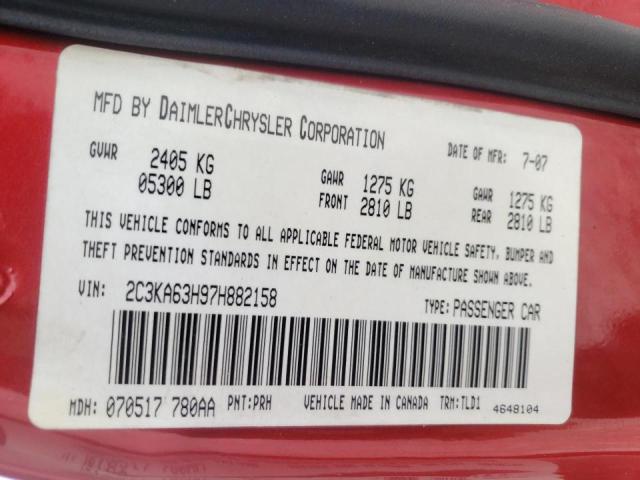 MFD BY DAIMLERCHRYSLER CORPORATION
DATE OF MFR: 7-07
GVWR 2405 KG 05300 LB
GAWR FRONT 1275 KG 2810 LB
GAWR REAR 1275 KG 2810 LB
THIS VEHICLE CONFORMS TO ALL APPLICABLE FEDERAL MOTOR VEHICLE SAFETY, BUMPER AND
THEFT PREVENTION STANDARDS IN EFFECT ON THE DATE OF MANUFACTURE SHOWN ABOVE.
VIN: 2C3KA63H97H882158 TYPE: PASSENGER CAR
MDH: 070517 780AA PNT:PRH VEHICLE MADE IN CANADA TRM:TLD1 4648104